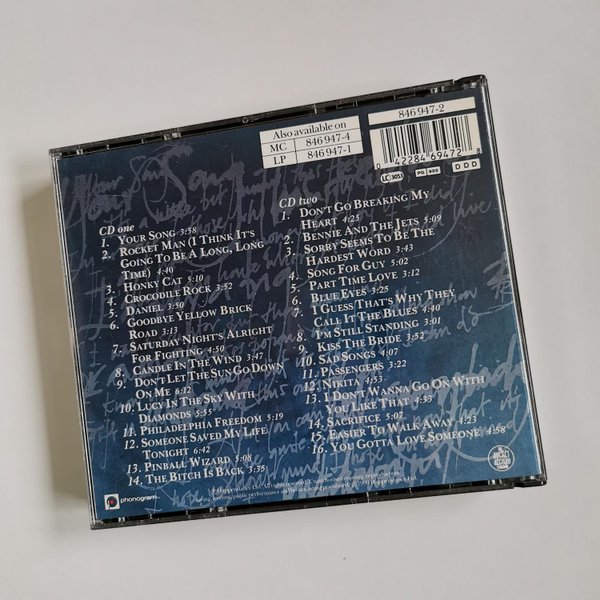 Also available on
MC 846 947-4
LP 846 947-1
846 947-2
0 42284 69472 8
LC 3053
PG 835
DDD
CD one
1. YOUR SONG 3:58
2. ROCKET MAN (I THINK IT'S
GOING TO BE A LONG, LONG
TIME) 4:40
3. HONKY CAT 5:10
4. CROCODILE ROCK 3:52
5. DANIEL 3:50
6. GOODBYE YELLOW BRICK
ROAD 3:13
7. SATURDAY NIGHT'S ALRIGHT
FOR FIGHTING 4:50
8. CANDLE IN THE WIND 3:47
9. DON'T LET THE SUN GO DOWN
ON ME 6:12
10. LUCY IN THE SKY WITH
DIAMONDS 5:55
11. PHILADELPHIA FREEDOM 5:19
12. SOMEONE SAVED MY LIFE
TONIGHT 6:42
13. PINBALL WIZARD 5:08
14. THE BITCH IS BACK 3:35
CD two
1. DON'T GO BREAKING MY
HEART 4:25
2. BENNIE AND THE JETS 5:09
3. SORRY SEEMS TO BE THE
HARDEST WORD 3:43
4. SONG FOR GUY 5:02
5. PART TIME LOVE 3:12
6. BLUE EYES 3:25
7. I GUESS THAT'S WHY THEY
CALL IT THE BLUES 4:40
8. I'M STILL STANDING 3:01
9. KISS THE BRIDE 3:52
10. SAD SONGS 4:07
11. PASSENGERS 3:22
12. NIKITA 4:53
13. I DON'T WANNA GO ON WITH
YOU LIKE THAT 4:33
14. SACRIFICE 5:07
15. EASIER TO WALK AWAY 4:23
16. YOU GOTTA LOVE SOMEONE 4:58
phonogram